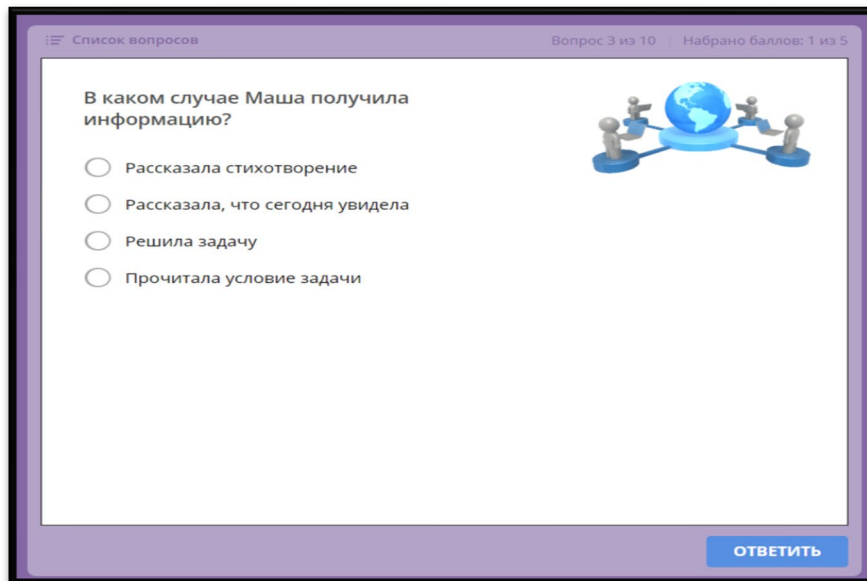 Список вопросов
Вопрос 3 из 10
Набрано баллов: 1 из 5
В каком случае Маша получила
информацию?
Рассказала стихотворение
Рассказала, что сегодня увидела
Решила задачу
Прочитала условие задачи
ОТВЕТИТЬ